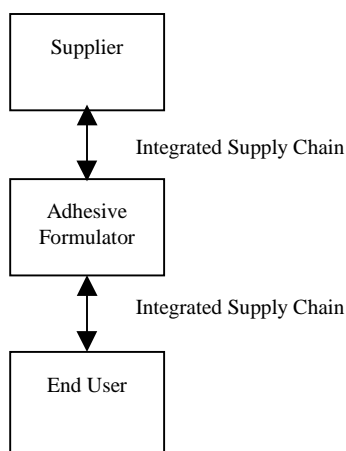 Supplier
Integrated Supply Chain
Adhesive
Formulator
Integrated Supply Chain
End User